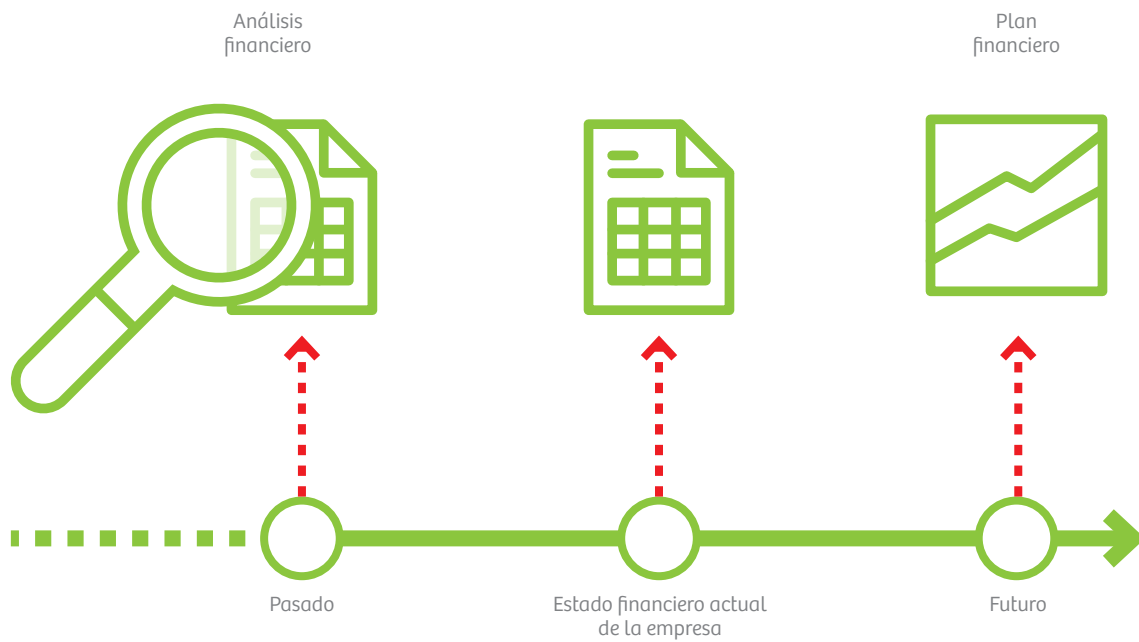 Análisis
financiero
Plan
financiero
Pasado
Estado financiero actual
de la empresa
Futuro